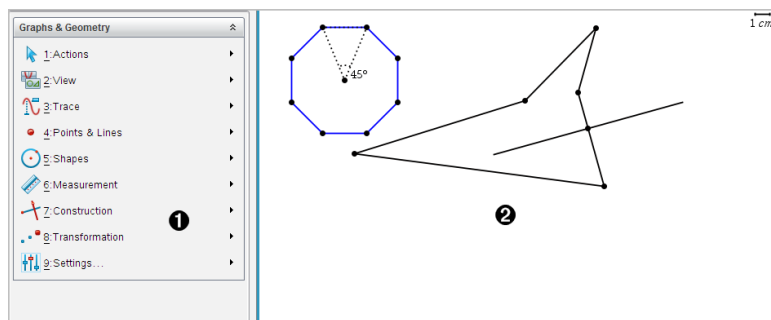 Graphs & Geometry
1:Actions
2:View
3:Trace
4:Points & Lines
5:Shapes
6:Measurement
7:Construction
8:Transformation
9:Settings...
❶
45°
1 cm
❷